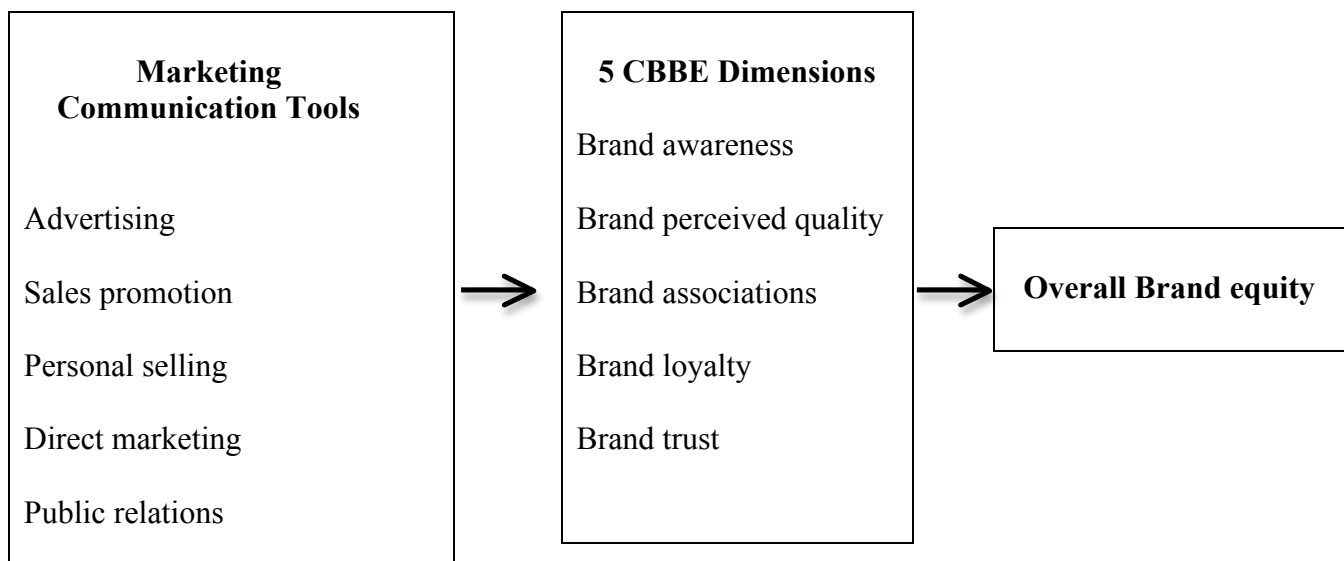 Marketing
Communication Tools
Advertising
Sales promotion
Personal selling
Direct marketing
Public relations
5 CBBE Dimensions
Brand awareness
Brand perceived quality
Brand associations
Brand loyalty
Brand trust
Overall Brand equity